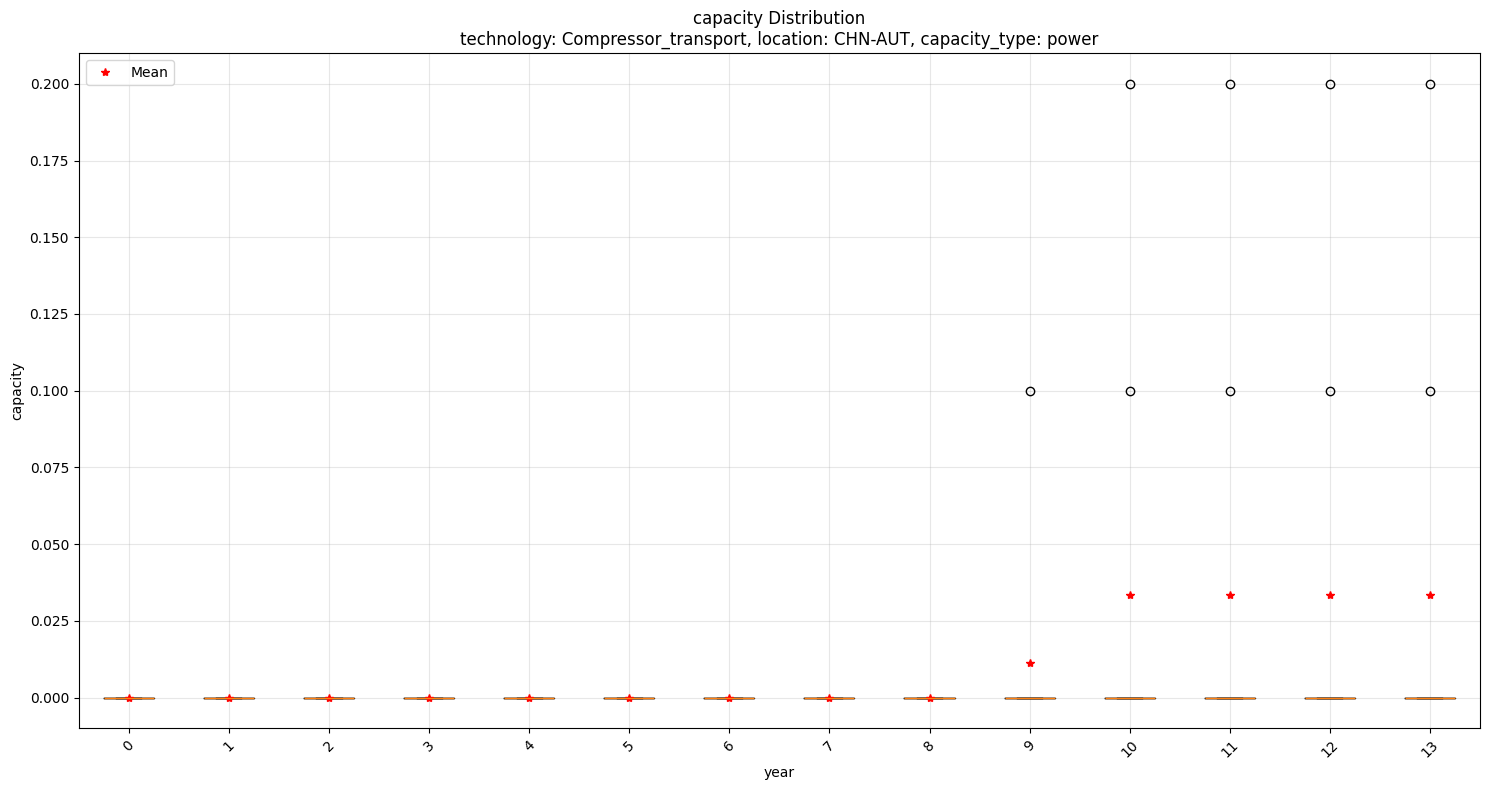 capacity Distribution
technology: Compressor_transport, location: CHN-AUT, capacity_type: power
Mean
0.200
0.175
0.150
0.125
0.100
0.075
0.050
0.025
0.000
capacity
0 1 2 3 4 5 6 7 8 9 10 11 12 13
year